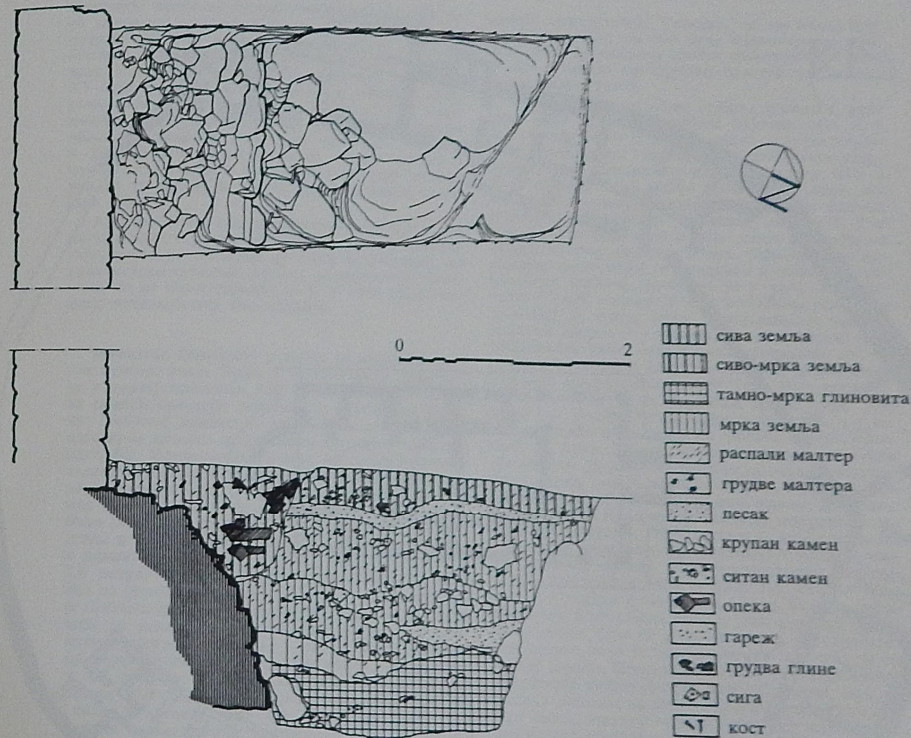 0 2
сива земља
сиво-мрка земља
тамно-мрка глиновита
мрка земља
распали малтер
грудве малтера
песак
крупан камен
ситан камен
опека
гареж
грудва глине
сига
кост